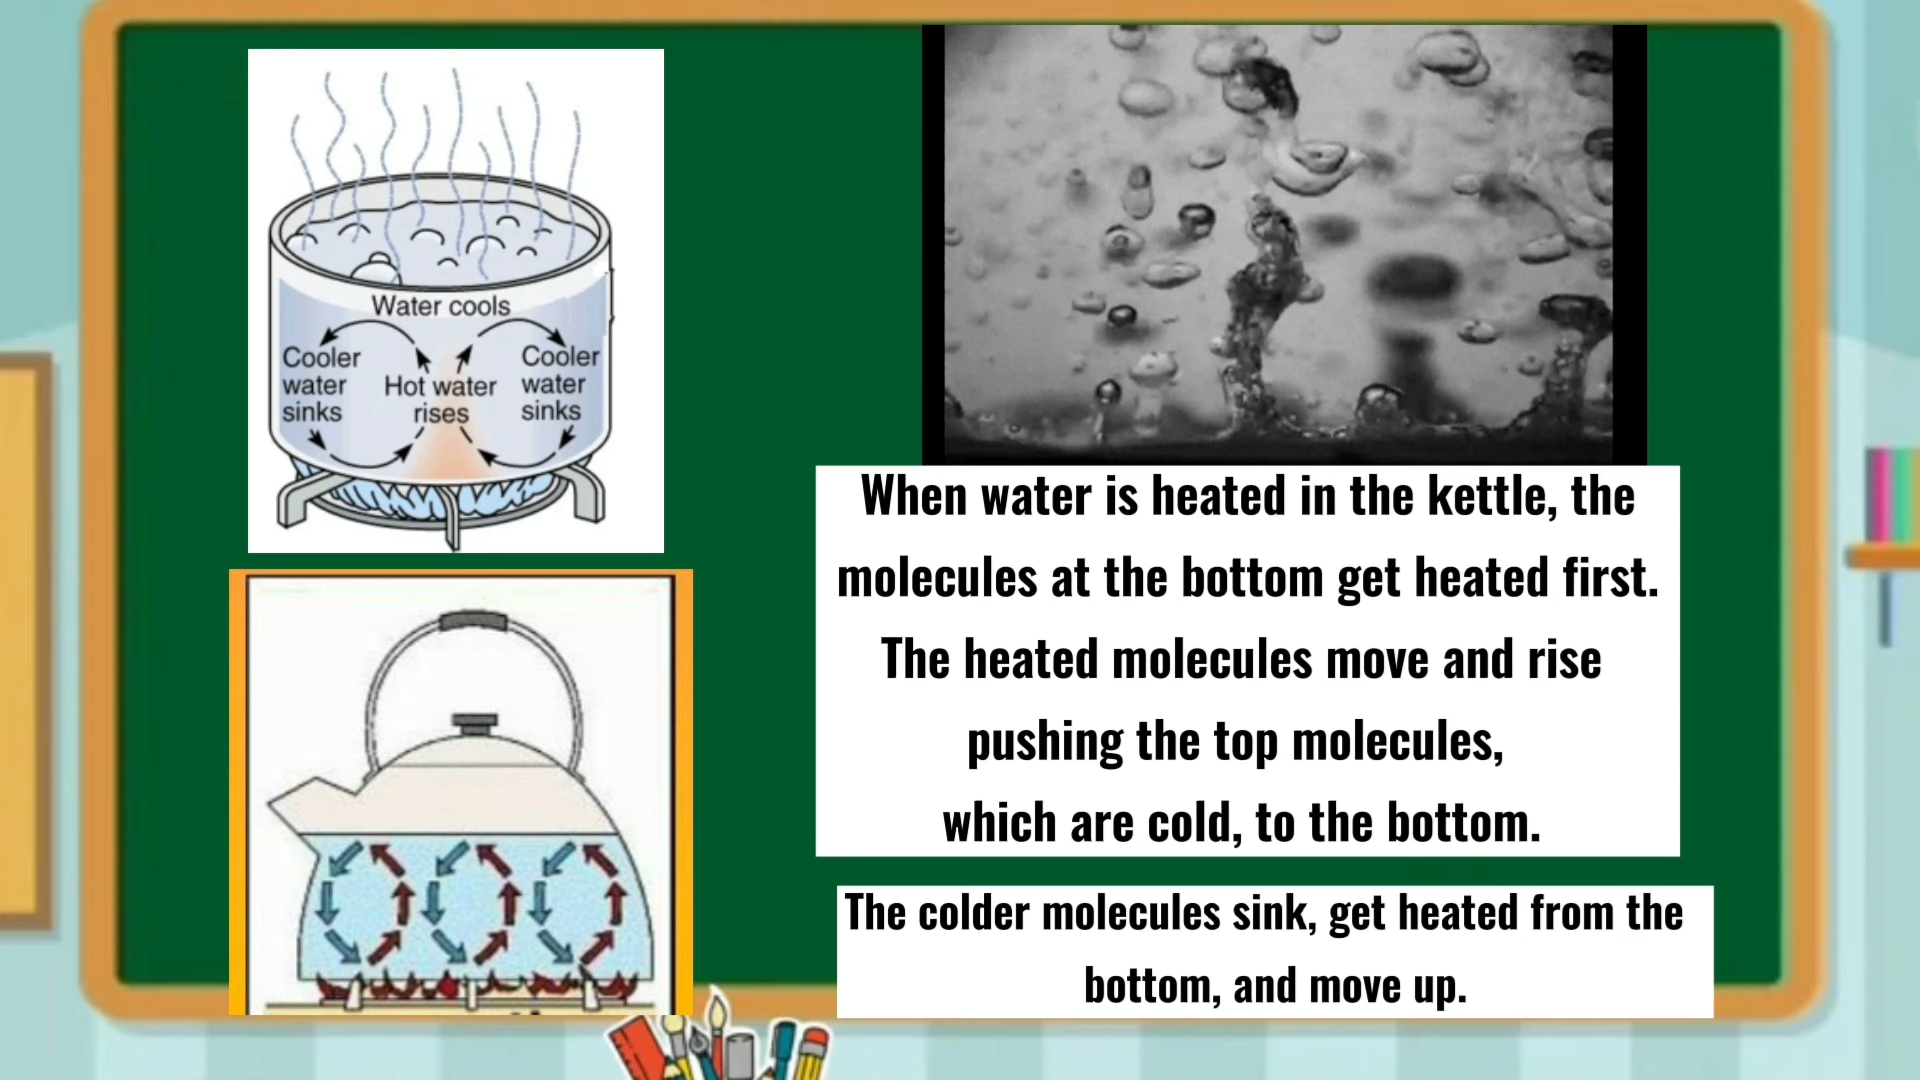 Water cools
Cooler
water
sinks
Hot water
rises
Cooler
water
sinks
When water is heated in the kettle, the
molecules at the bottom get heated first.
The heated molecules move and rise
pushing the top molecules,
which are cold, to the bottom.
The colder molecules sink, get heated from the
bottom, and move up.